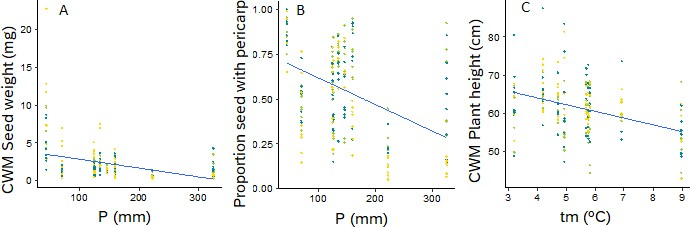 A
CWM Seed weight (mg)
20
15
10
5
0
100
200
300
P (mm)
B
Proportion seed with pericarp
1.00
0.75
0.50
0.25
0.00
100
200
300
P (mm)
C
CWM Plant height (cm)
80
70
60
50
3 4 5 6 7 8 9
tm (ºC)